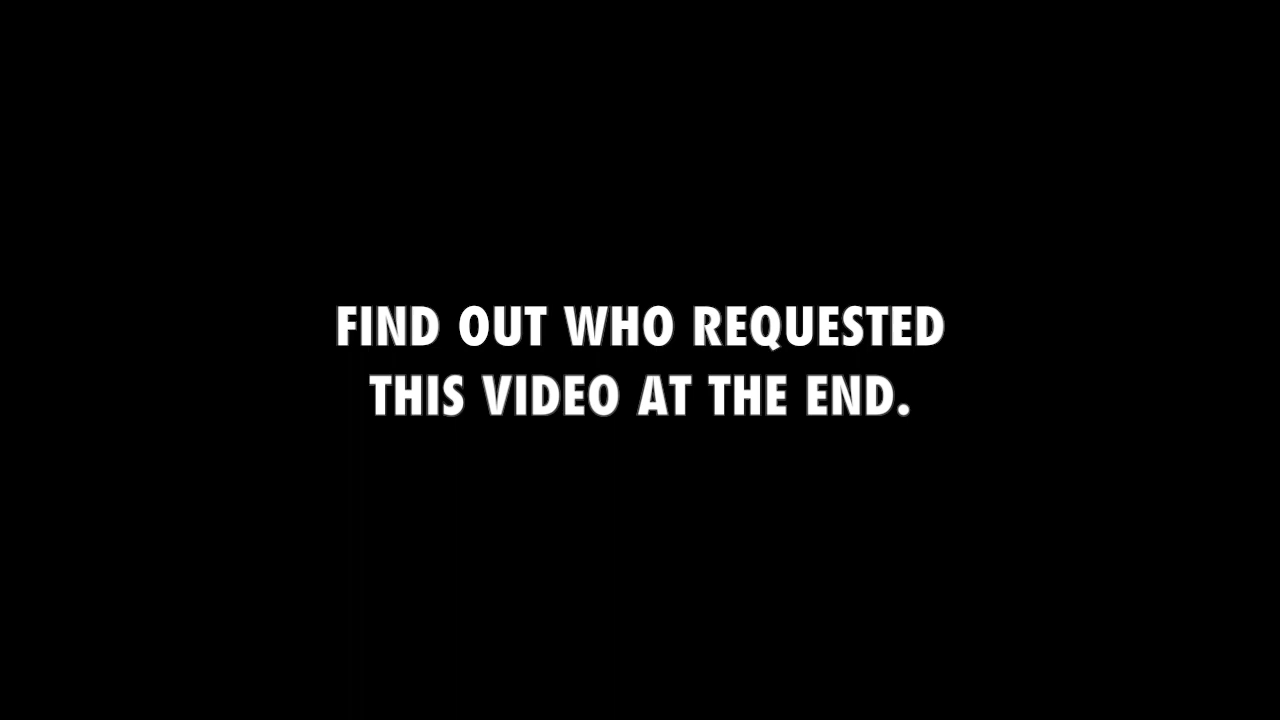 FIND OUT WHO REQUESTED
THIS VIDEO AT THE END.